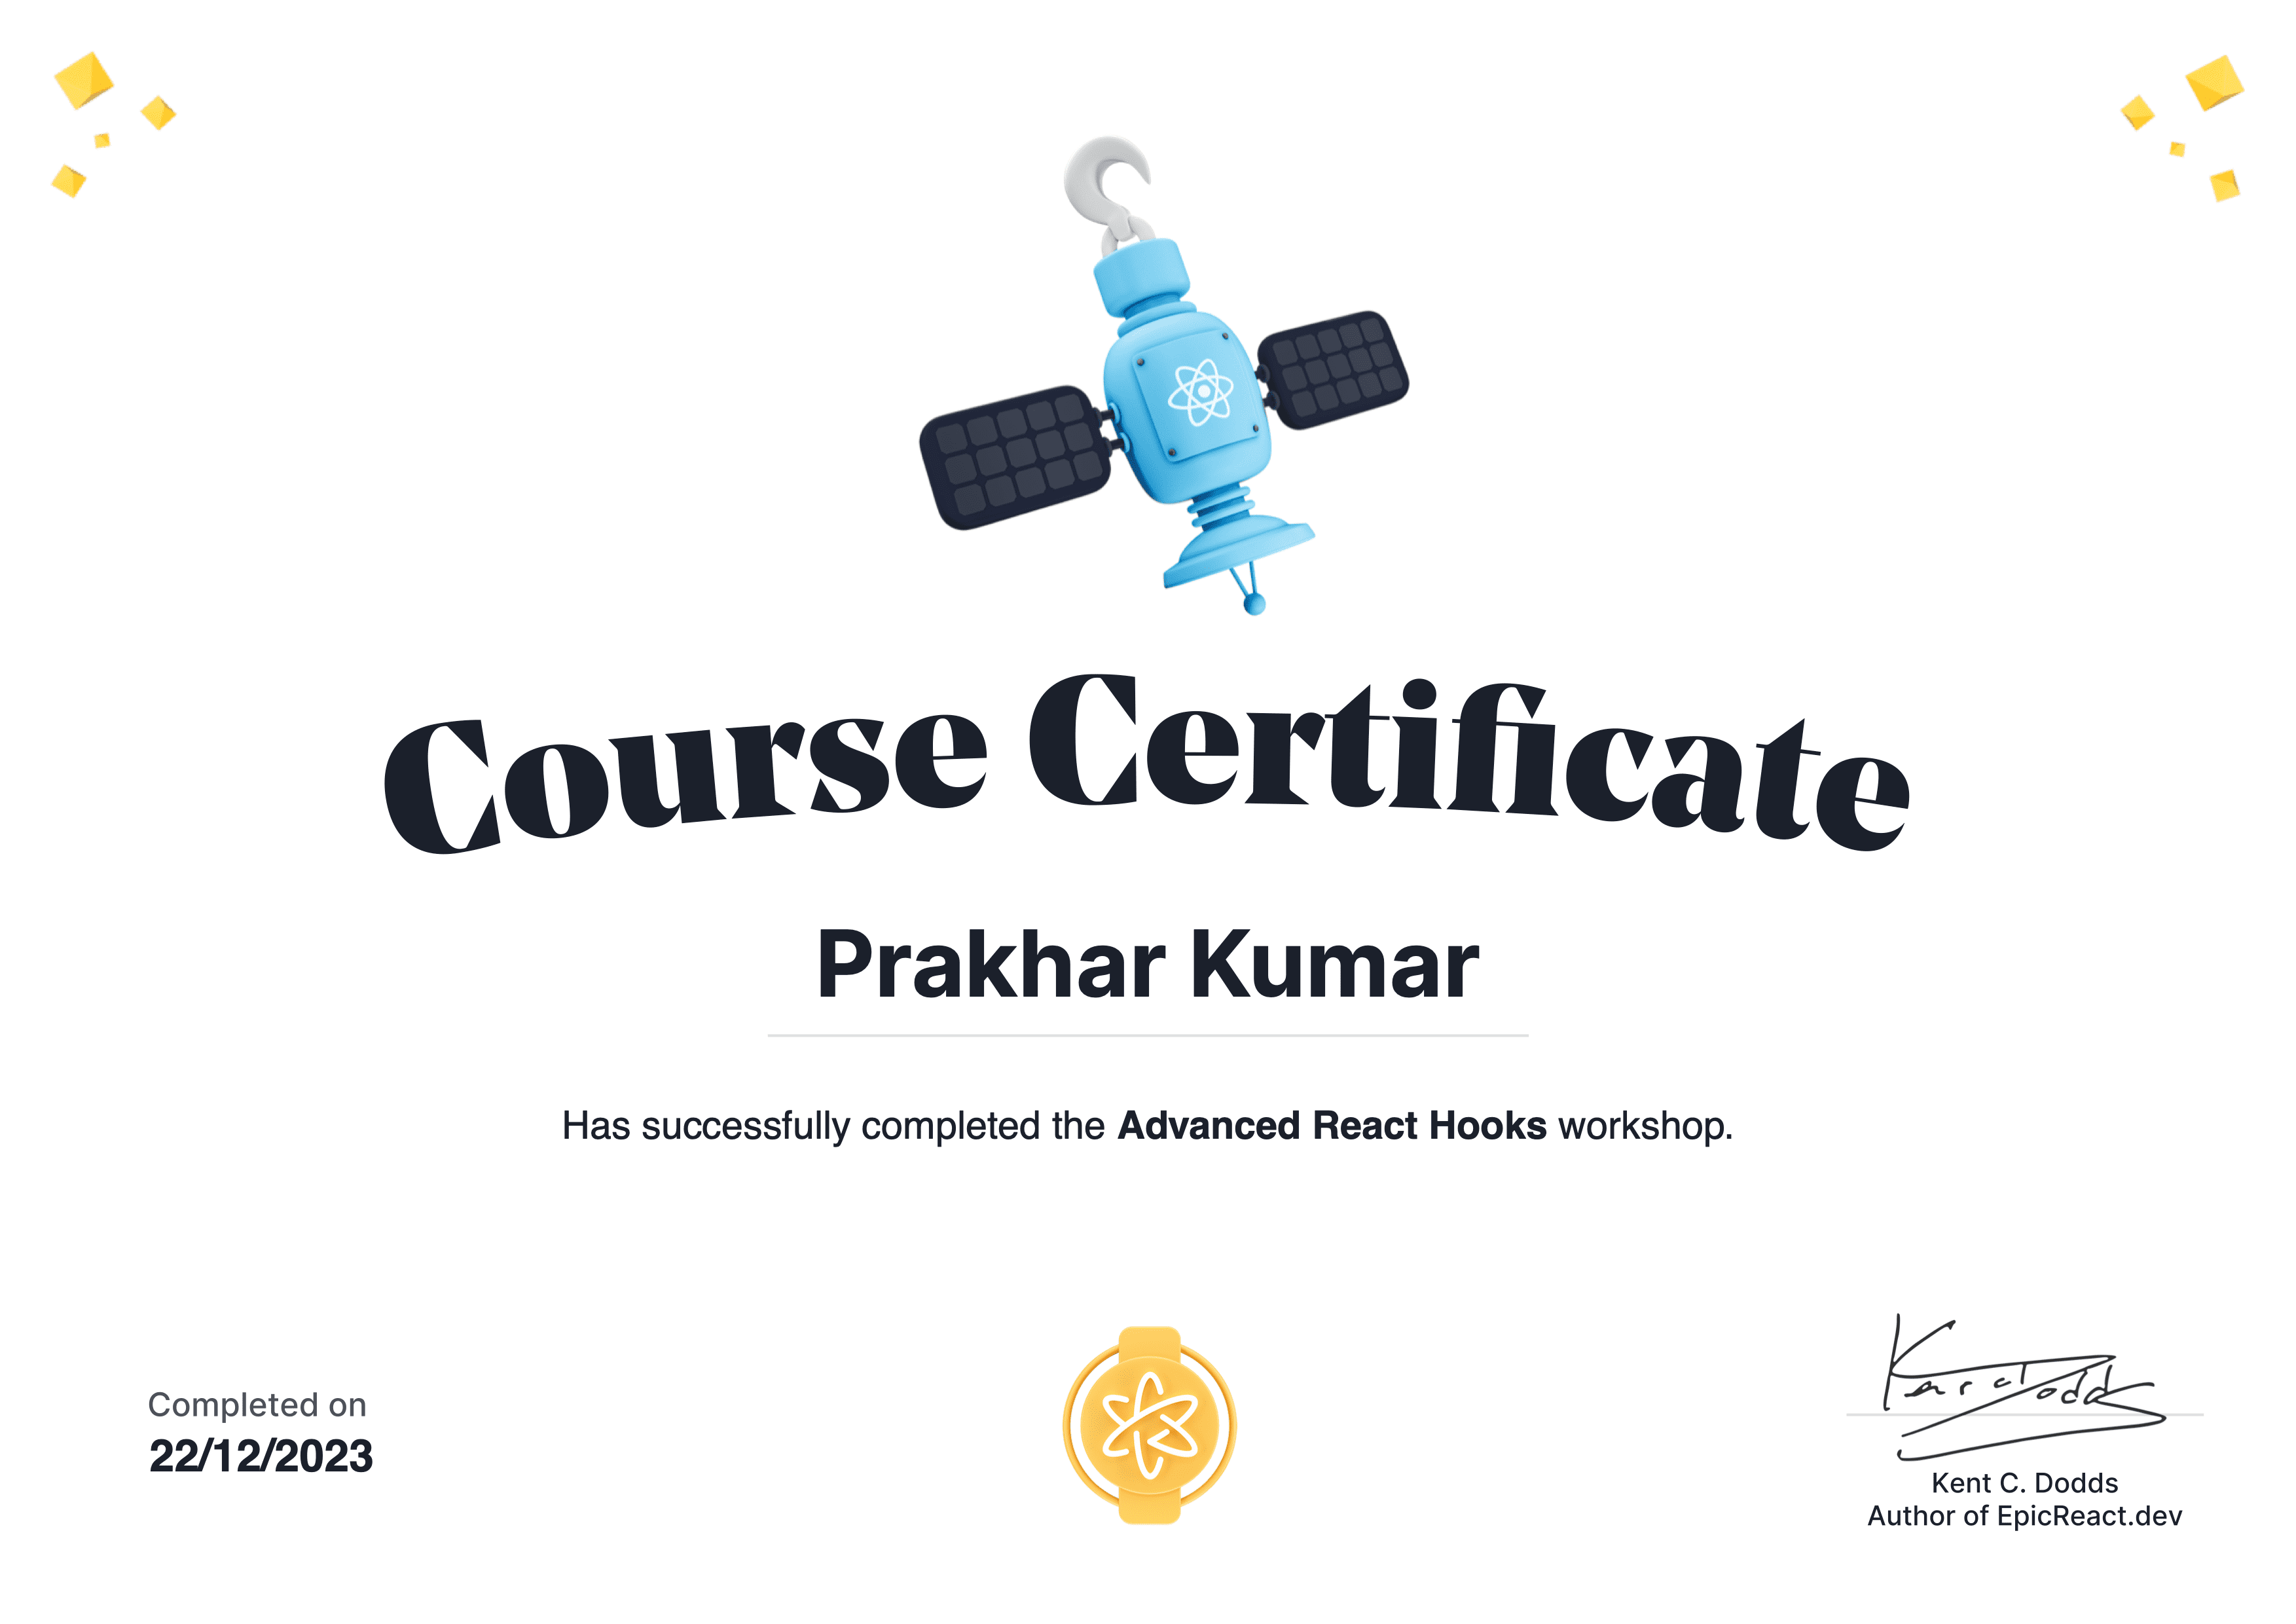 Course Certificate
Prakhar Kumar
Has successfully completed the Advanced React Hooks workshop.
Completed on
22/12/2023
Kent C. Dodds
Kent C. Dodds
Author of EpicReact.dev